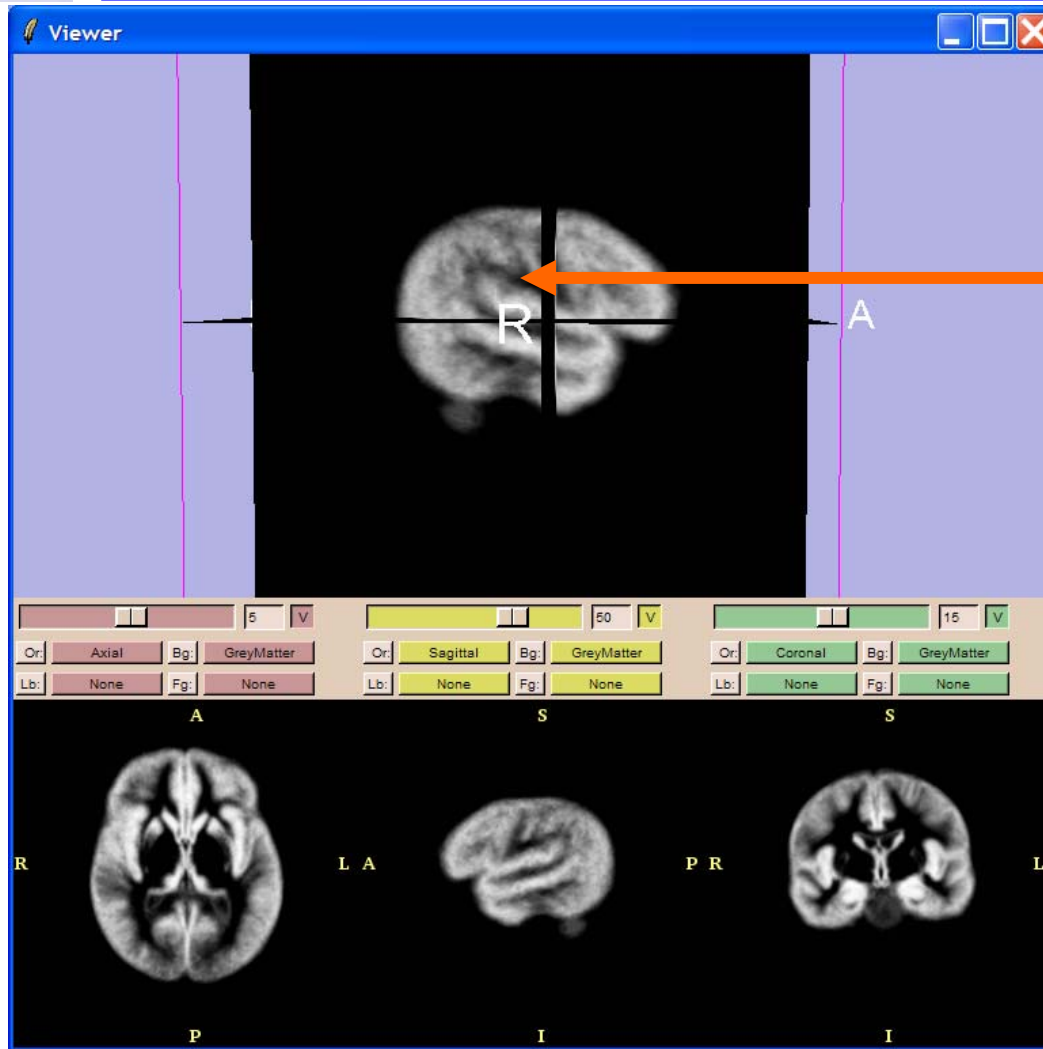 Viewer
R
A
5 V 50 V 15 V
Or: Axial Bg: GreyMatter Or: Sagittal Bg: GreyMatter Or: Coronal Bg: GreyMatter
Lb: None Fg: None Lb: None Fg: None Lb: None Fg: None
A S S
R L A P R L
P I I